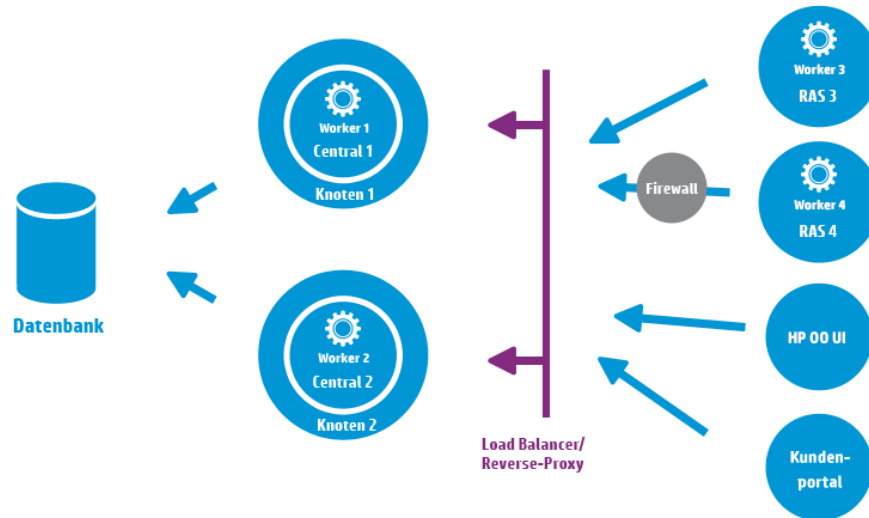 Datenbank
Worker 1
Central 1
Knoten 1
Worker 2
Central 2
Knoten 2
Load Balancer/
Reverse-Proxy
Firewall
Worker 3
RAS 3
Worker 4
RAS 4
HP OO UI
Kunden-
portal